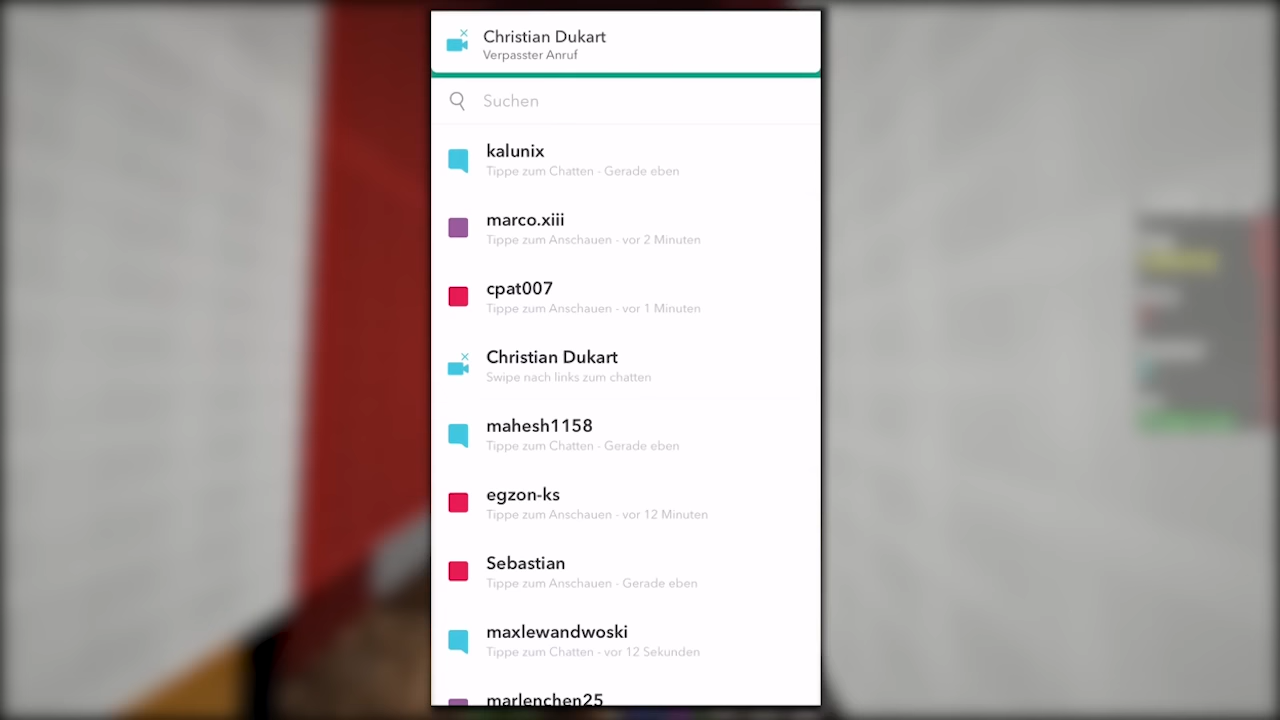 Christian Dukart
Verpasster Anruf
Suchen
kalunix
Tippe zum Chatten - Gerade eben
marco.xiii
Tippe zum Anschauen - vor 2 Minuten
cpat007
Tippe zum Anschauen - vor 1 Minuten
Christian Dukart
Swipe nach links zum chatten
mahesh1158
Tippe zum Chatten - Gerade eben
egzon-ks
Tippe zum Anschauen - vor 12 Minuten
Sebastian
Tippe zum Anschauen - Gerade eben
maxlewandwoski
Tippe zum Chatten - vor 12 Sekunden
marlenchen25